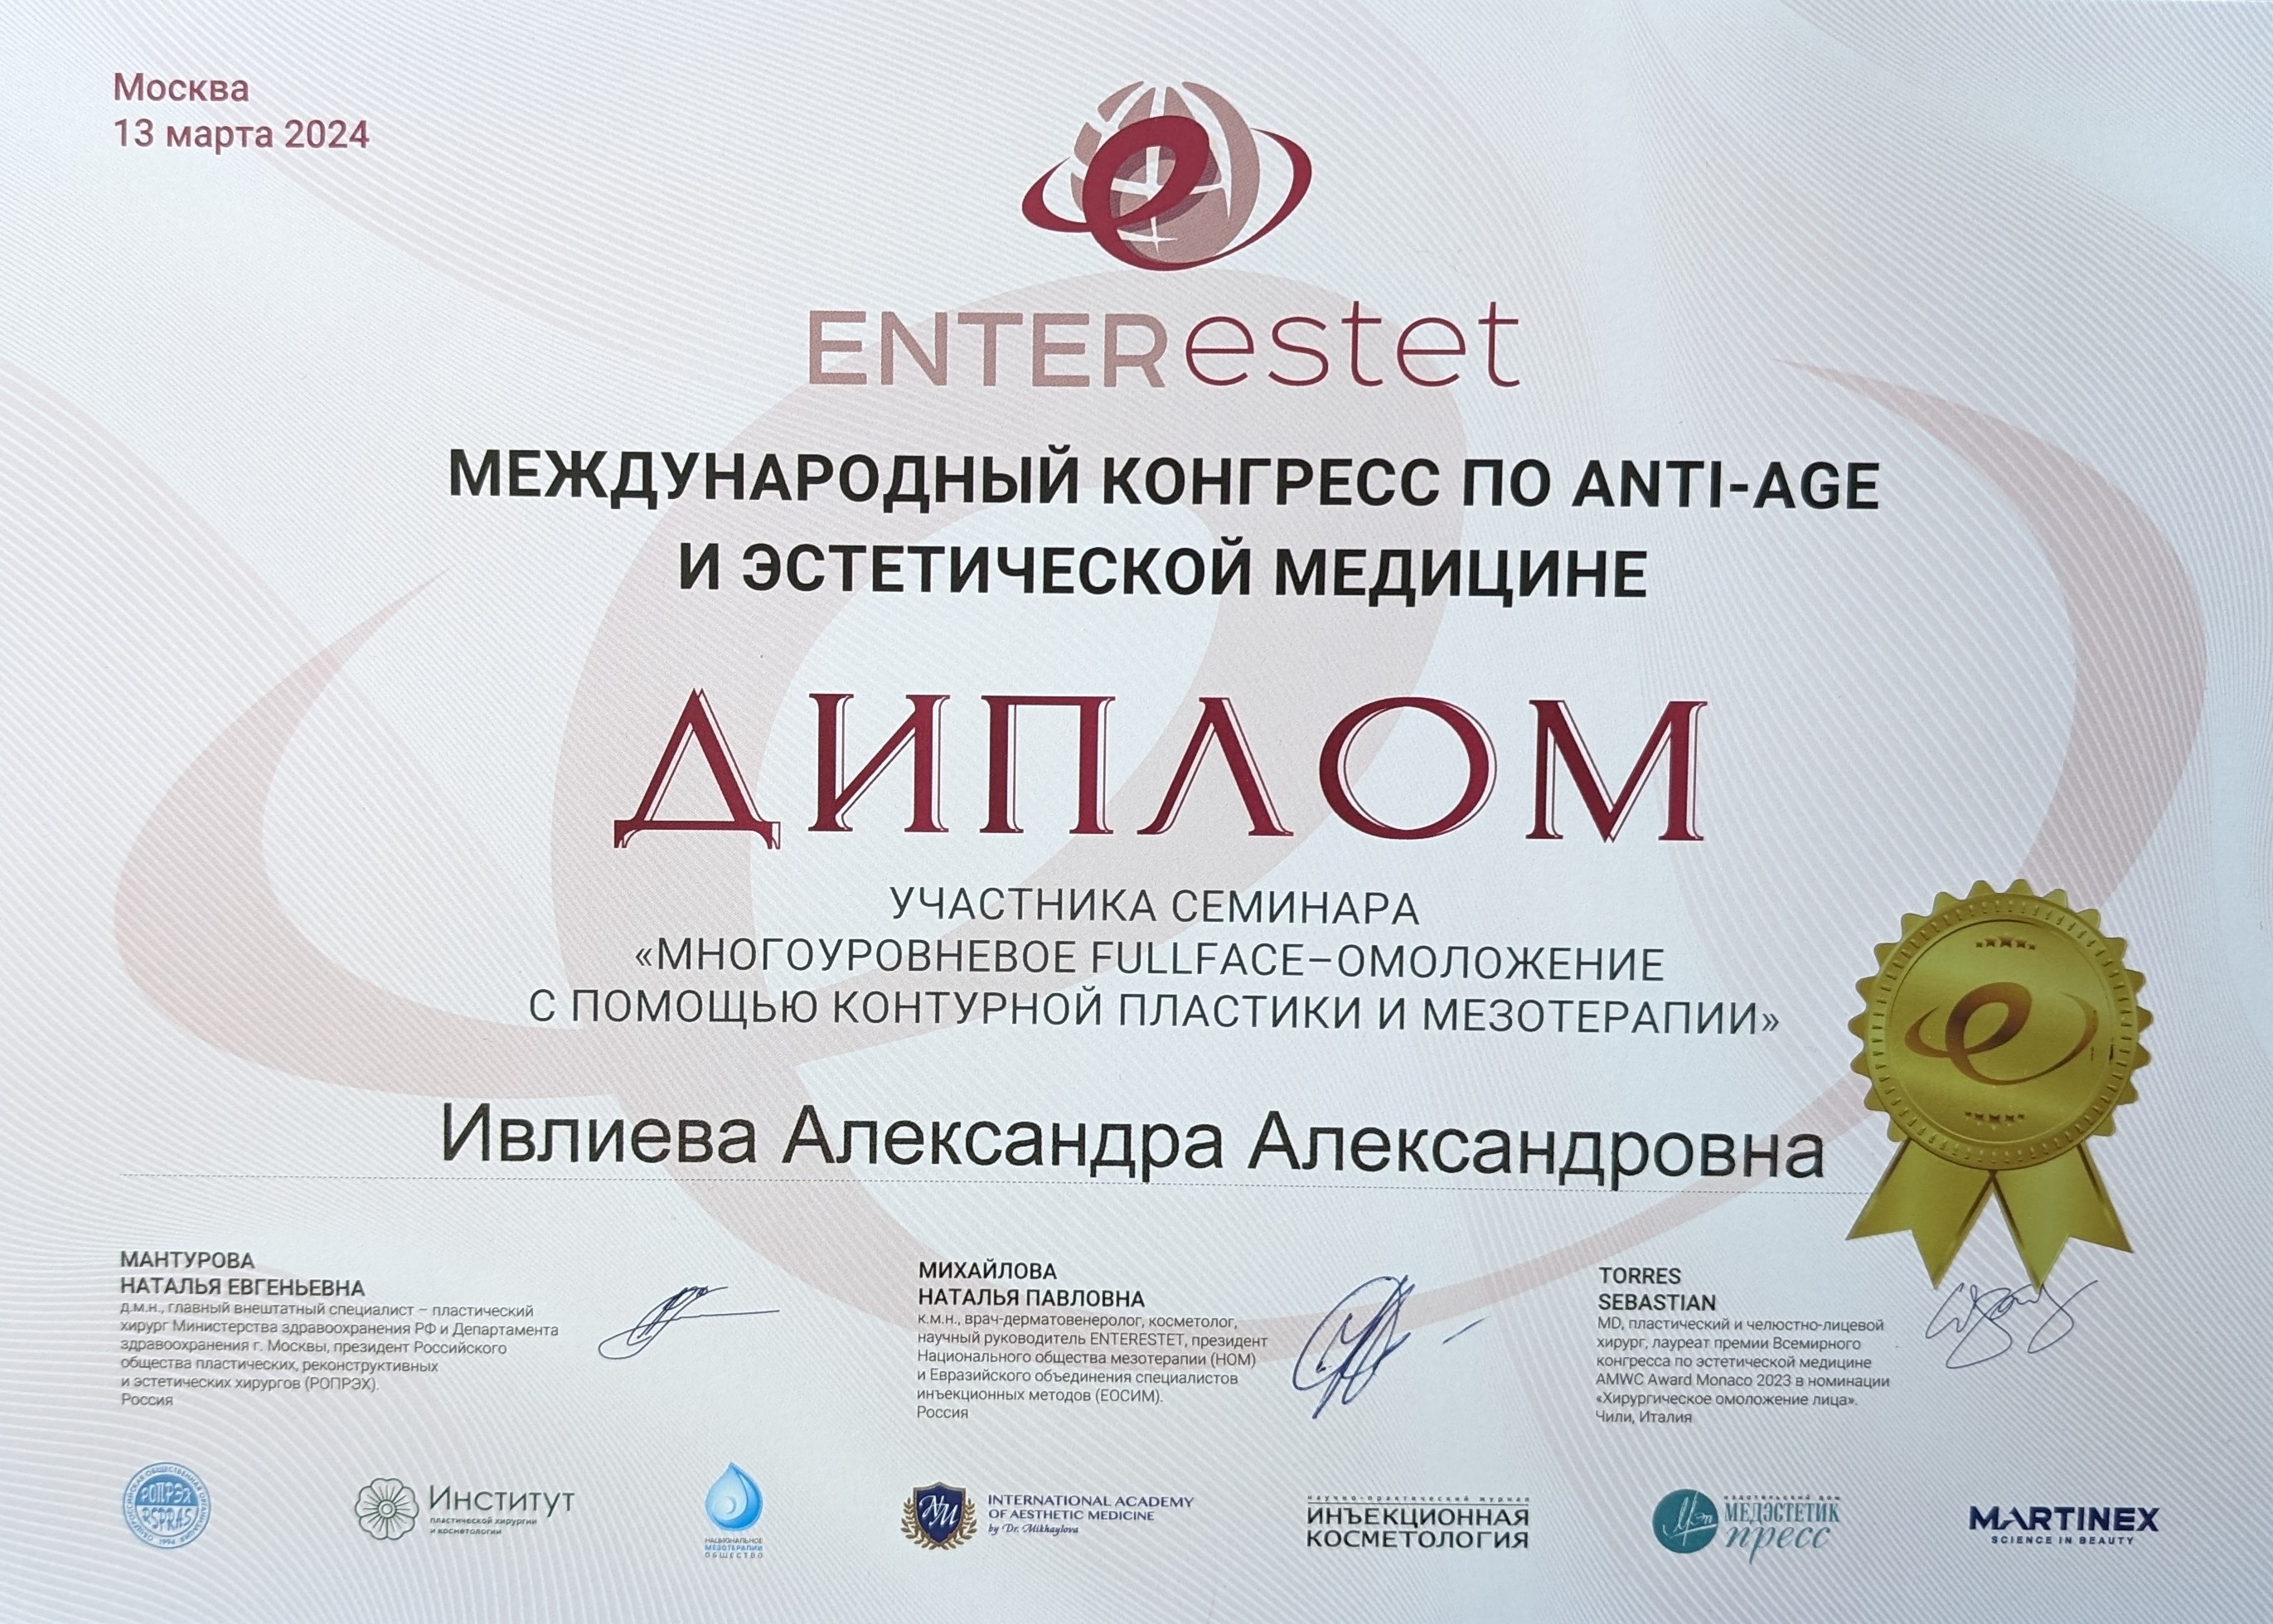 Москва
13 марта 2024
ENTERestet
МЕЖДУНАРОДНЫЙ КОНГРЕСС ПО ANTI-AGE
И ЭСТЕТИЧЕСКОЙ МЕДИЦИНЕ
ДИПЛОМ
УЧАСТНИКА СЕМИНАРА
«МНОГОУРОВНЕВОЕ FULLFACE–ОМОЛОЖЕНИЕ
С ПОМОЩЬЮ КОНТУРНОЙ ПЛАСТИКИ И МЕЗОТЕРАПИИ»
Ивлиева Александра Александровна
МАНТУРОВА
НАТАЛЬЯ ЕВГЕНЬЕВНА
д.м.н., главный внештатный специалист – пластический
хирург Министерства здравоохранения РФ и Департамента
здравоохранения г. Москвы, президент Российского
общества пластических, реконструктивных
и эстетических хирургов (РОПРЭХ).
Россия
МИХАЙЛОВА
НАТАЛЬЯ ПАВЛОВНА
к.м.н., врач-дерматовенеролог, косметолог,
научный руководитель ENTERESTET, президент
Национального общества мезотерапии (НОМ)
и Евразийского объединения специалистов
инъекционных методов (ЕОСИМ).
Россия
TORRES
SEBASTIAN
MD, пластический и челюстно-лицевой
хирург, лауреат премии Всемирного
конгресса по эстетической медицине
AMWC Award Monaco 2023 в номинации
«Хирургическое омоложение лица».
Чили, Италия
РОПРЭХ
RSPRAS
1994
Институт
пластической хирургии
и косметологии
НАЦИОНАЛЬНОЕ
МЕЗОТЕРАПИИ
ОБЩЕСТВО
NM
INTERNATIONAL ACADEMY
OF AESTHETIC MEDICINE
by Dr. Mikhaylova
научно-практический журнал
ИНЪЕКЦИОННАЯ
КОСМЕТОЛОГИЯ
издательский дом
МЕДЭСТЕТИК
пресс
MARTINEX
SCIENCE IN BEAUTY